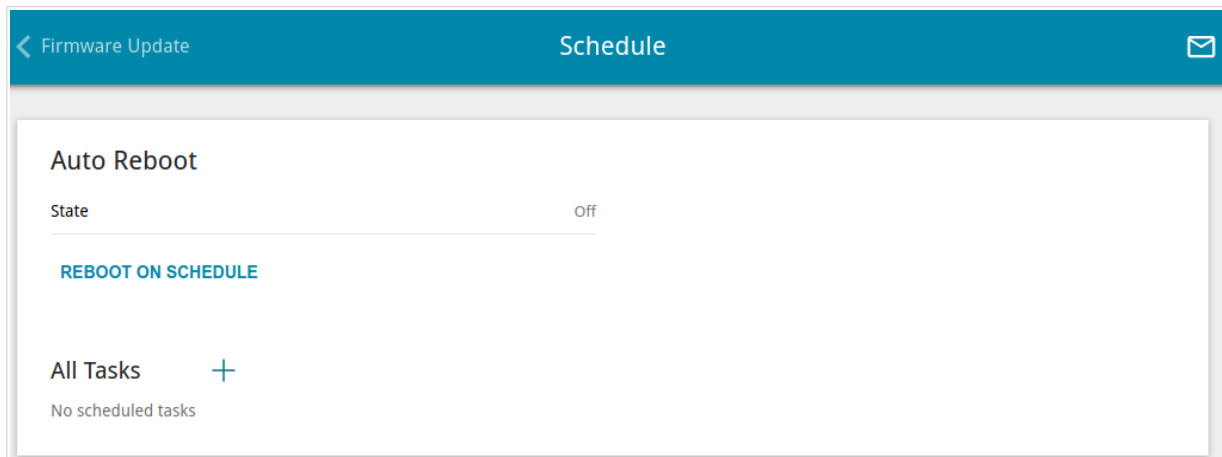 Firmware Update Schedule
Auto Reboot
State Off
REBOOT ON SCHEDULE
All Tasks
No scheduled tasks